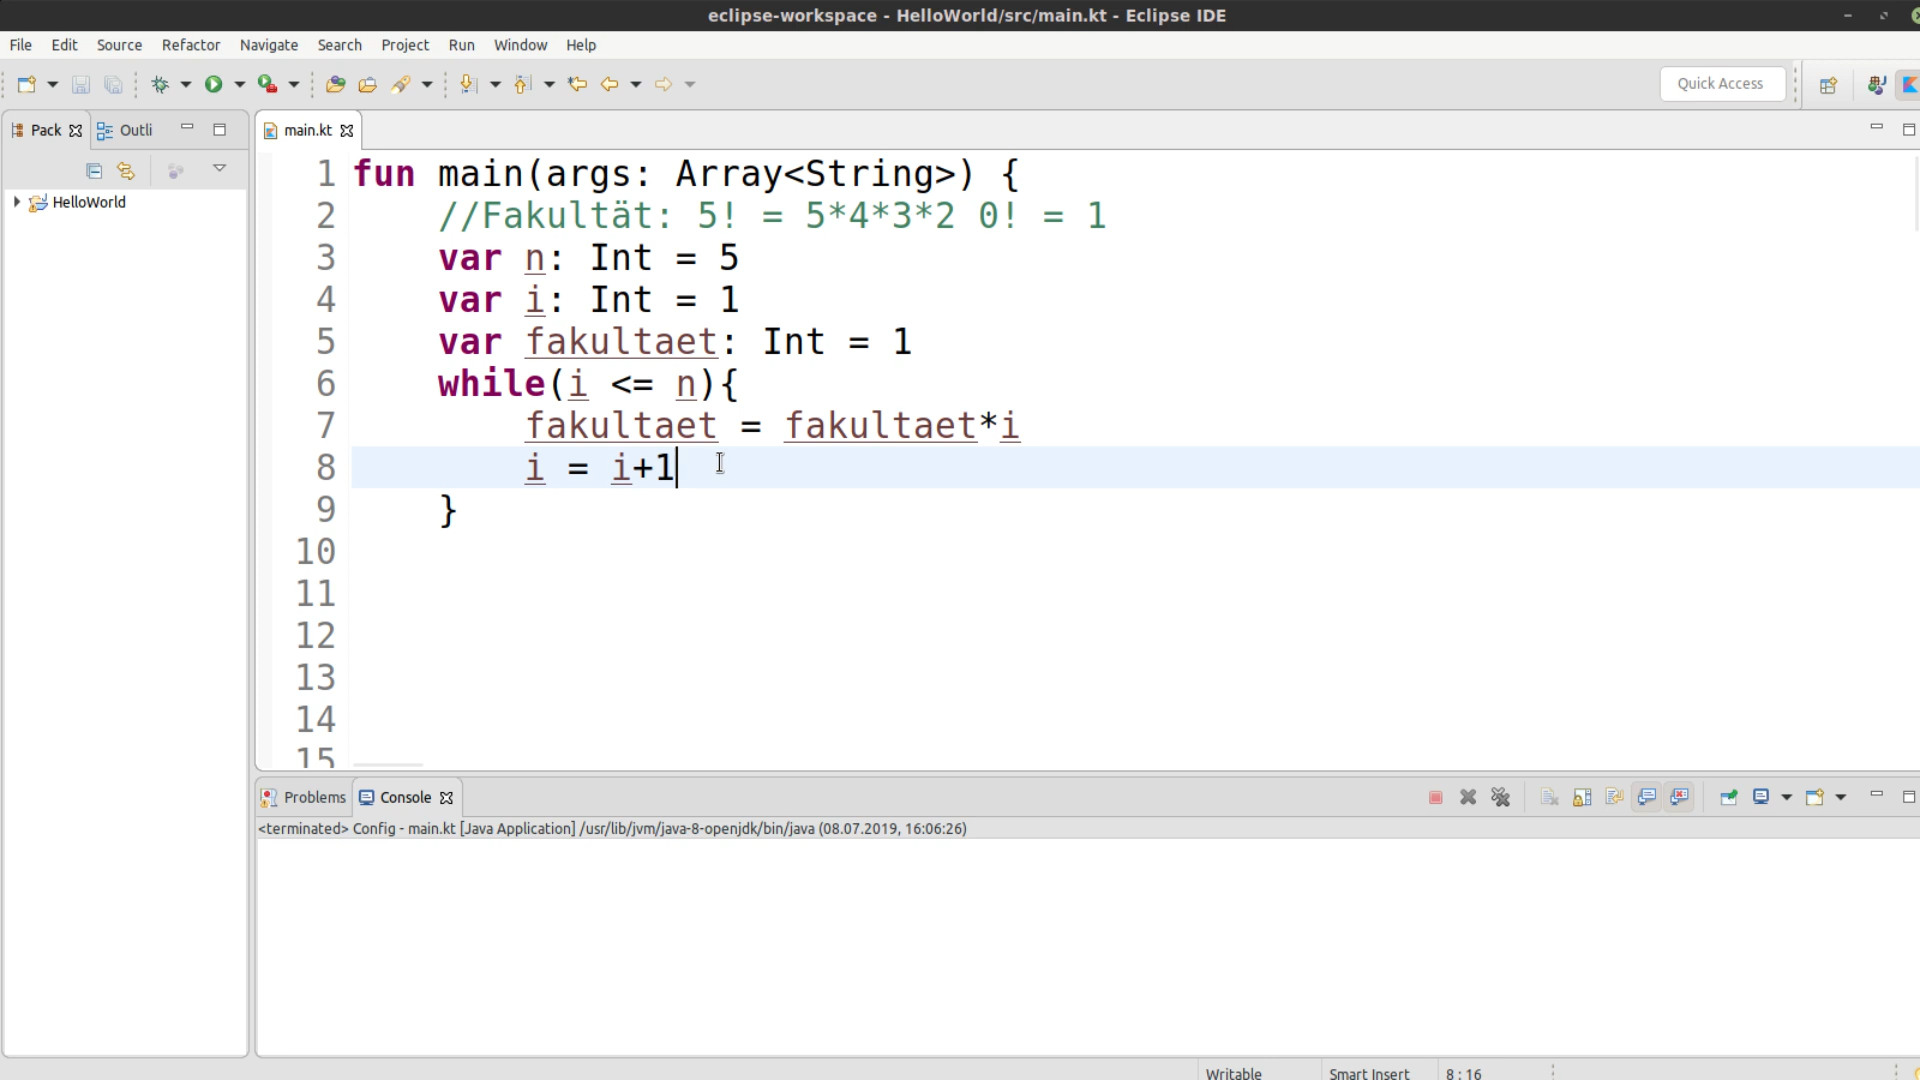 eclipse-workspace - HelloWorld/src/main.kt - Eclipse IDE
File Edit Source Refactor Navigate Search Project Run Window Help
Quick Access
Pack Outli
main.kt
HelloWorld
1 fun main(args: Array<String>) {
2 //Fakultät: 5! = 5*4*3*2 0! = 1
3 var n: Int = 5
4 var i: Int = 1
5 var fakultaet: Int = 1
6 while(i <= n){
7 fakultaet = fakultaet*i
8 i = i+1
9 }
10
11
12
13
14
15
Problems Console
<terminated> Config - main.kt [Java Application] /usr/lib/jvm/java-8-openjdk/bin/java (08.07.2019, 16:06:26)
Writable Smart Insert 8 : 16